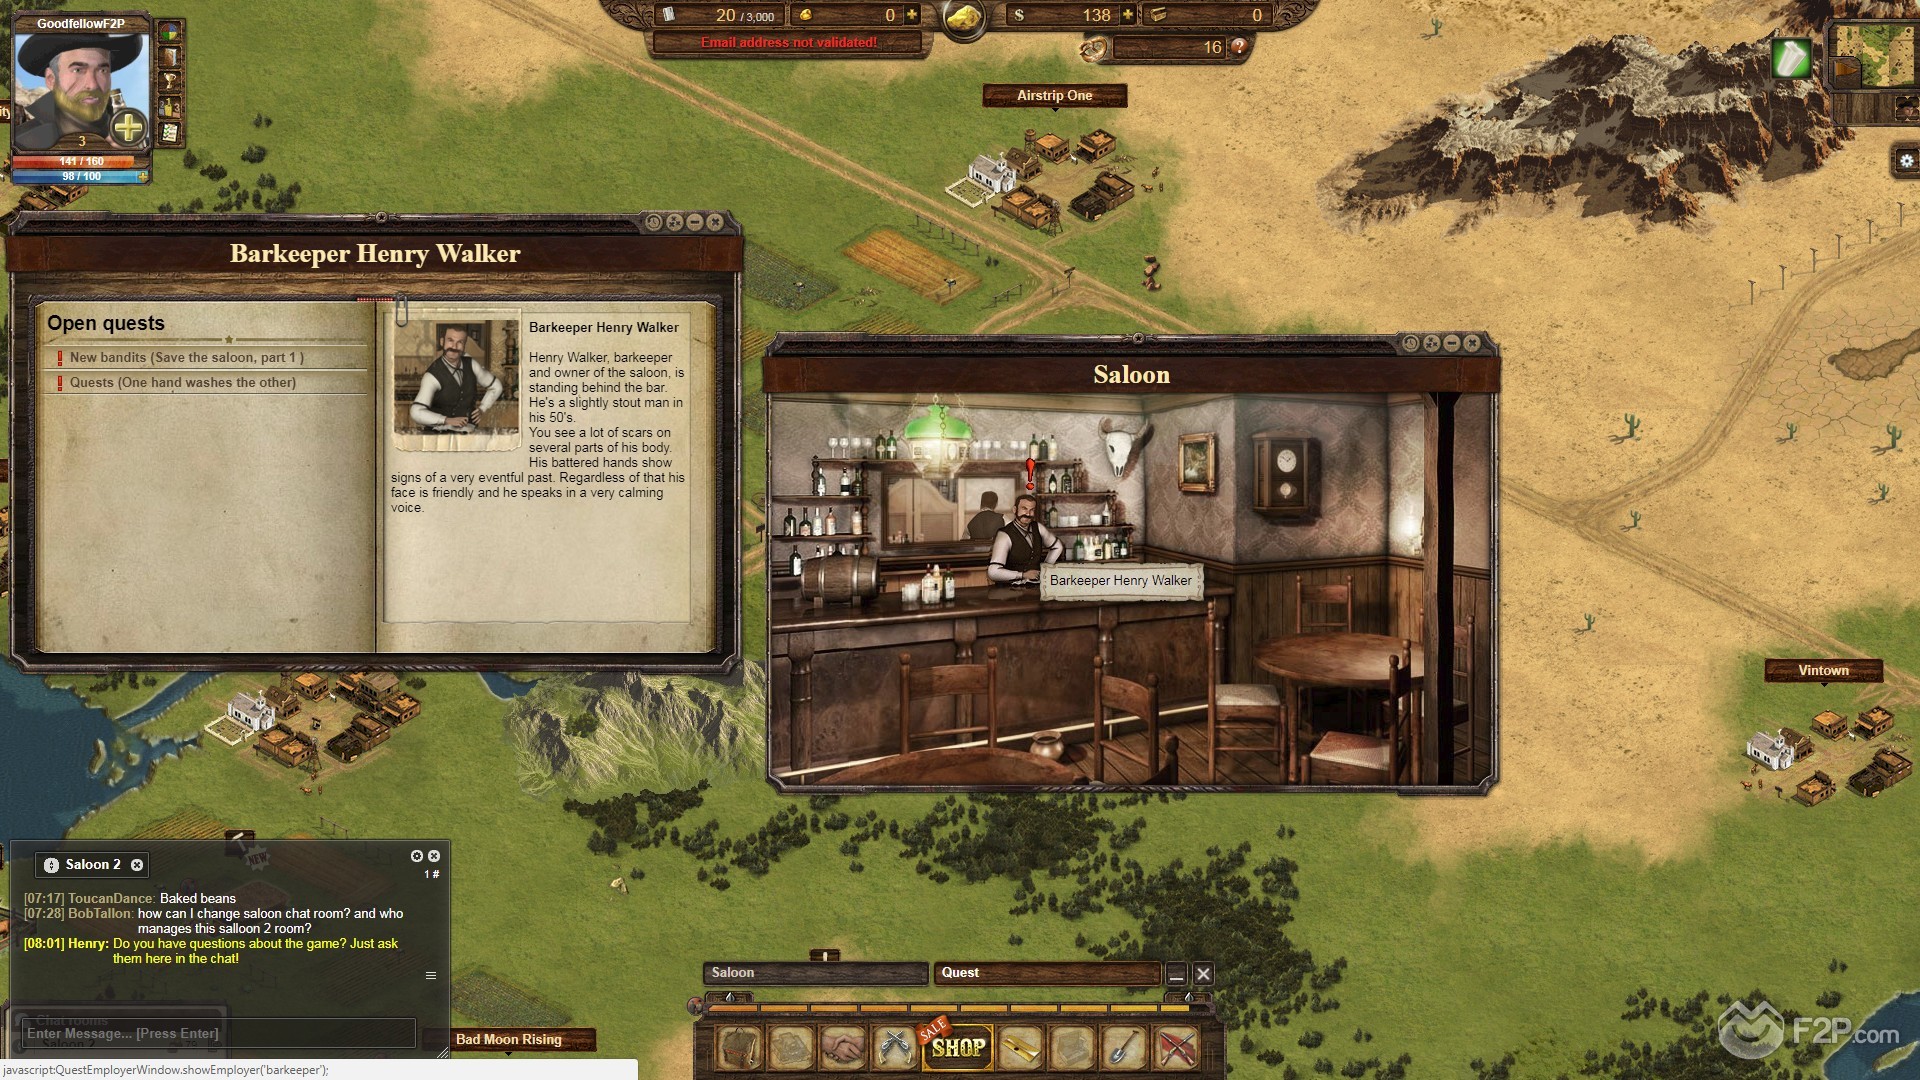 GoodfellowF2P
3
141 / 160
98 / 100
20 / 3,000
0
$ 138
0
Email address not validated!
16 ?
Airstrip One
Barkeeper Henry Walker
Open quests
New bandits (Save the saloon, part 1 )
Quests (One hand washes the other)
Barkeeper Henry Walker
Henry Walker, barkeeper
and owner of the saloon, is
standing behind the bar.
He's a slightly stout man in
his 50's.
You see a lot of scars on
several parts of his body.
His battered hands show
signs of a very eventful past. Regardless of that his
face is friendly and he speaks in a very calming
voice.
Saloon
Barkeeper Henry Walker
Vintown
NEW
Saloon 2
1 #
[07:17] ToucanDance: Baked beans
[07:28] BobTallon: how can I change saloon chat room? and who
manages this salloon 2 room?
[08:01] Henry: Do you have questions about the game? Just ask
them here in the chat!
Chat rooms
Enter Message... [Press Enter]
Saloon 2
Bad Moon Rising
Saloon
Quest
SALE
SHOP
F2P.com
javascript:QuestEmployerWindow.showEmployer('barkeeper');